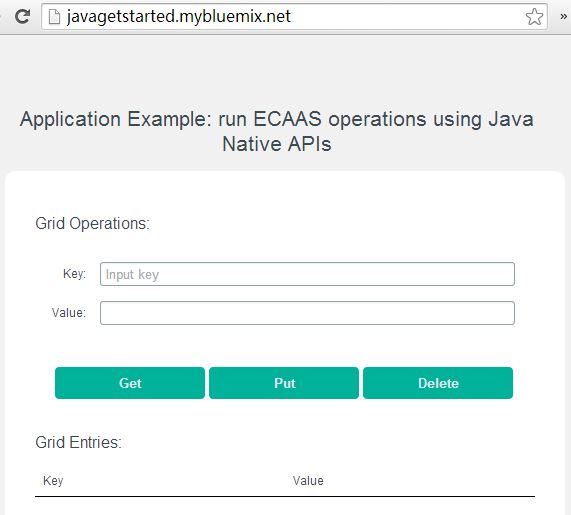 javagetstarted.mybluemix.net
»
Application Example: run ECAAS operations using Java
Native APIs
Grid Operations:
Key: Input key
Value:
Get Put Delete
Grid Entries:
Key Value